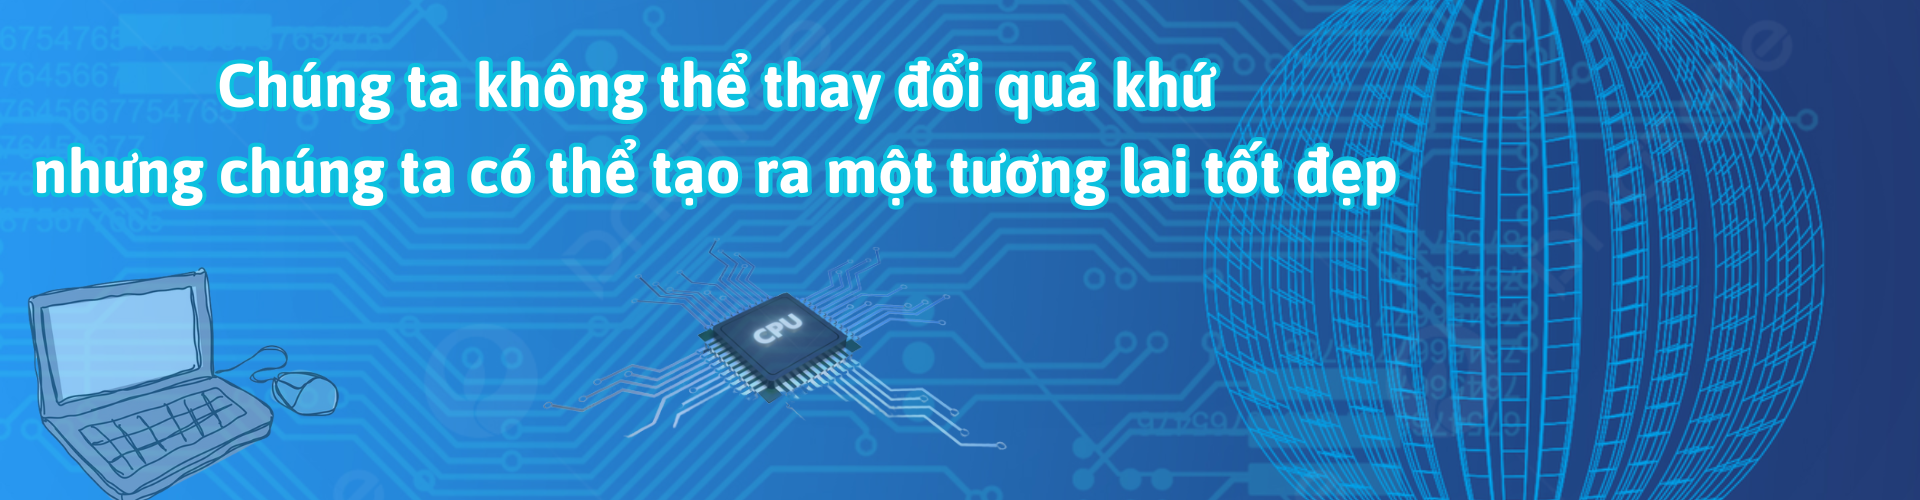 Chúng ta không thể thay đổi quá khứ
nhưng chúng ta có thể tạo ra một tương lai tốt đẹp
CPU